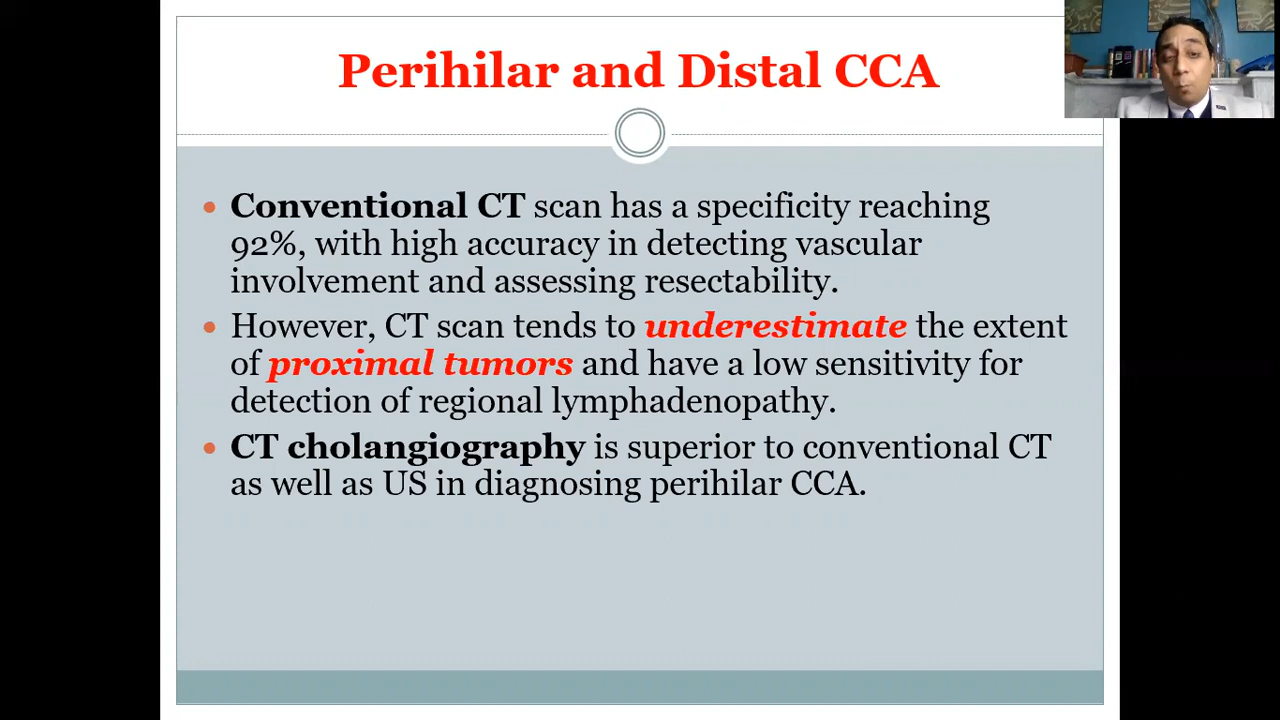 Perihilar and Distal CCA
Conventional CT scan has a specificity reaching
92%, with high accuracy in detecting vascular
involvement and assessing resectability.
However, CT scan tends to underestimate the extent
of proximal tumors and have a low sensitivity for
detection of regional lymphadenopathy.
CT cholangiography is superior to conventional CT
as well as US in diagnosing perihilar CCA.